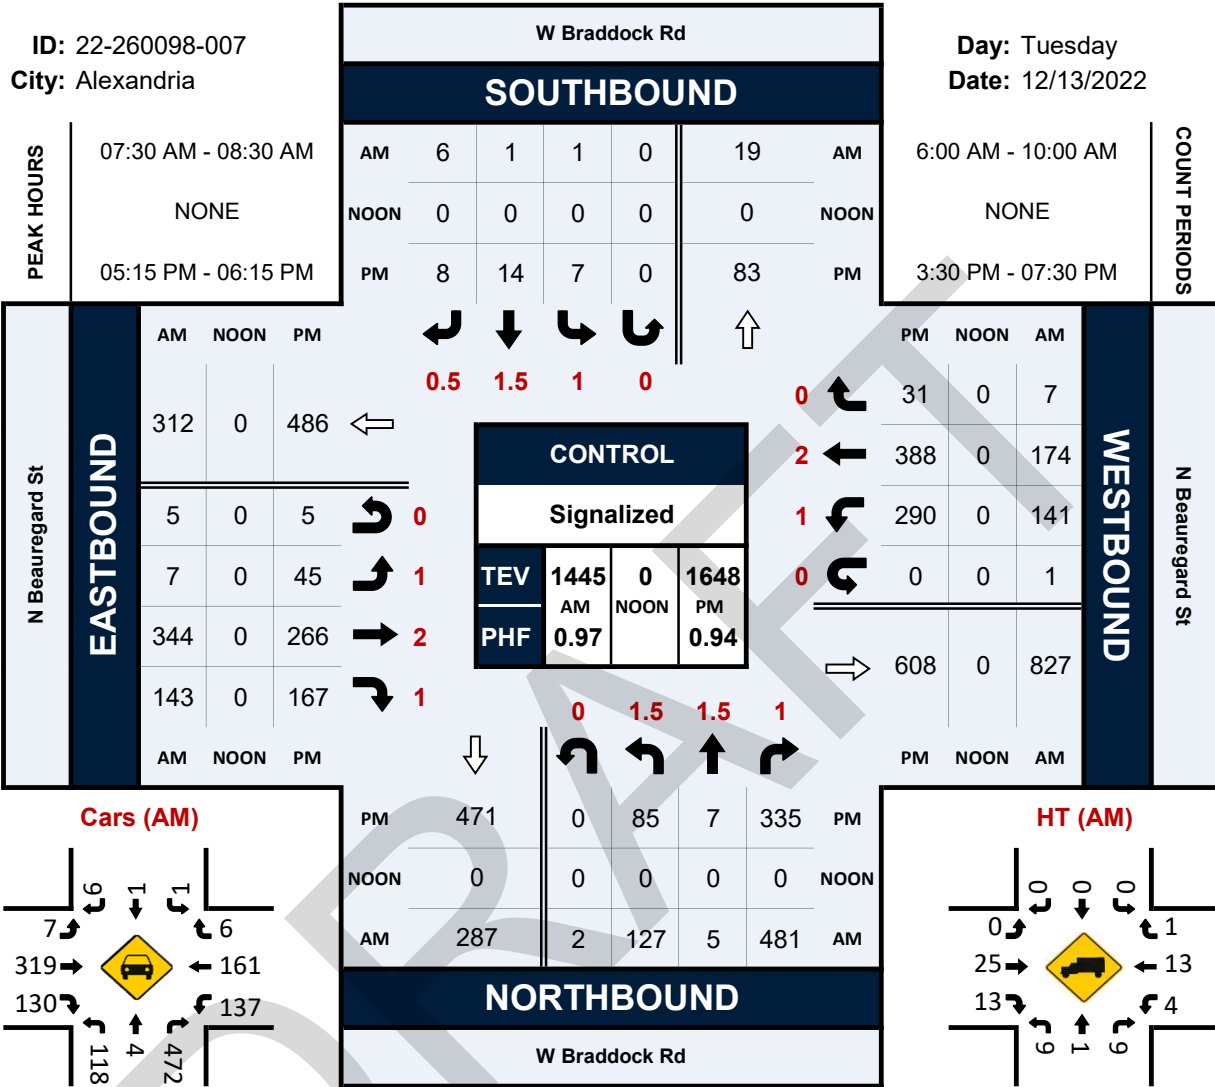 W Braddock Rd
ID: 22-260098-007
City: Alexandria
Day: Tuesday
Date: 12/13/2022
SOUTHBOUND
PEAK HOURS
07:30 AM - 08:30 AM
NONE
05:15 PM - 06:15 PM
AM 6 1 1 0 19 AM
NOON 0 0 0 0 0 NOON
PM 8 14 7 0 83 PM
6:00 AM - 10:00 AM
NONE
3:30 PM - 07:30 PM
COUNT PERIODS
0.5 1.5 1 0
N Beauregard St
EASTBOUND
AM NOON PM
312 0 486
5 0 5 0
7 0 45 1
344 0 266 2
143 0 167 1
AM NOON PM
CONTROL
Signalized
TEV 1445 0 1648
AM NOON PM
PHF 0.97 0.94
PM NOON AM
0 31 0 7
2 388 0 174
1 290 0 141
0 0 0 1
608 0 827
PM NOON AM
WESTBOUND
N Beauregard St
0 1.5 1.5 1
PM 471 0 85 7 335 PM
NOON 0 0 0 0 0 NOON
AM 287 2 127 5 481 AM
NORTHBOUND
W Braddock Rd
Cars (AM)
6 1 1
7 6
319 161
130 137
118 4 472
HT (AM)
0 0 0
0 1
25 13
13 4
9 1 9
DRAFT